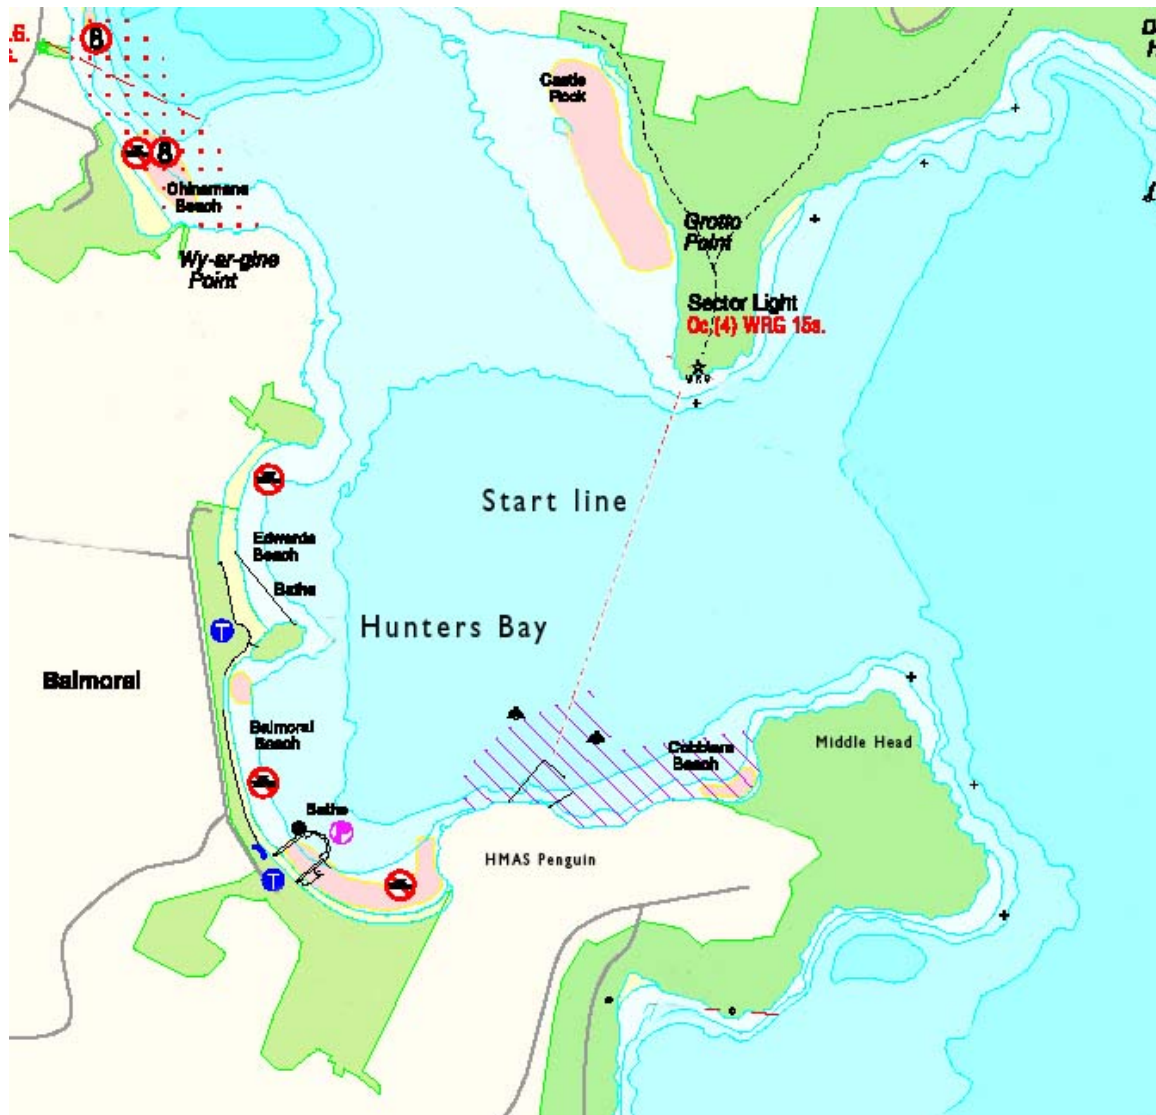 Castle
Rock
Chinamans
Beach
Wy-ar-gine
Point
Grotto
Point
Sector Light
Oc.(4) WRG 15s.
Start line
Edwards
Beach
Baths
Hunters Bay
Balmoral
Balmoral
Beach
Cobblers
Beach
Middle Head
Baths
HMAS Penguin
T
T